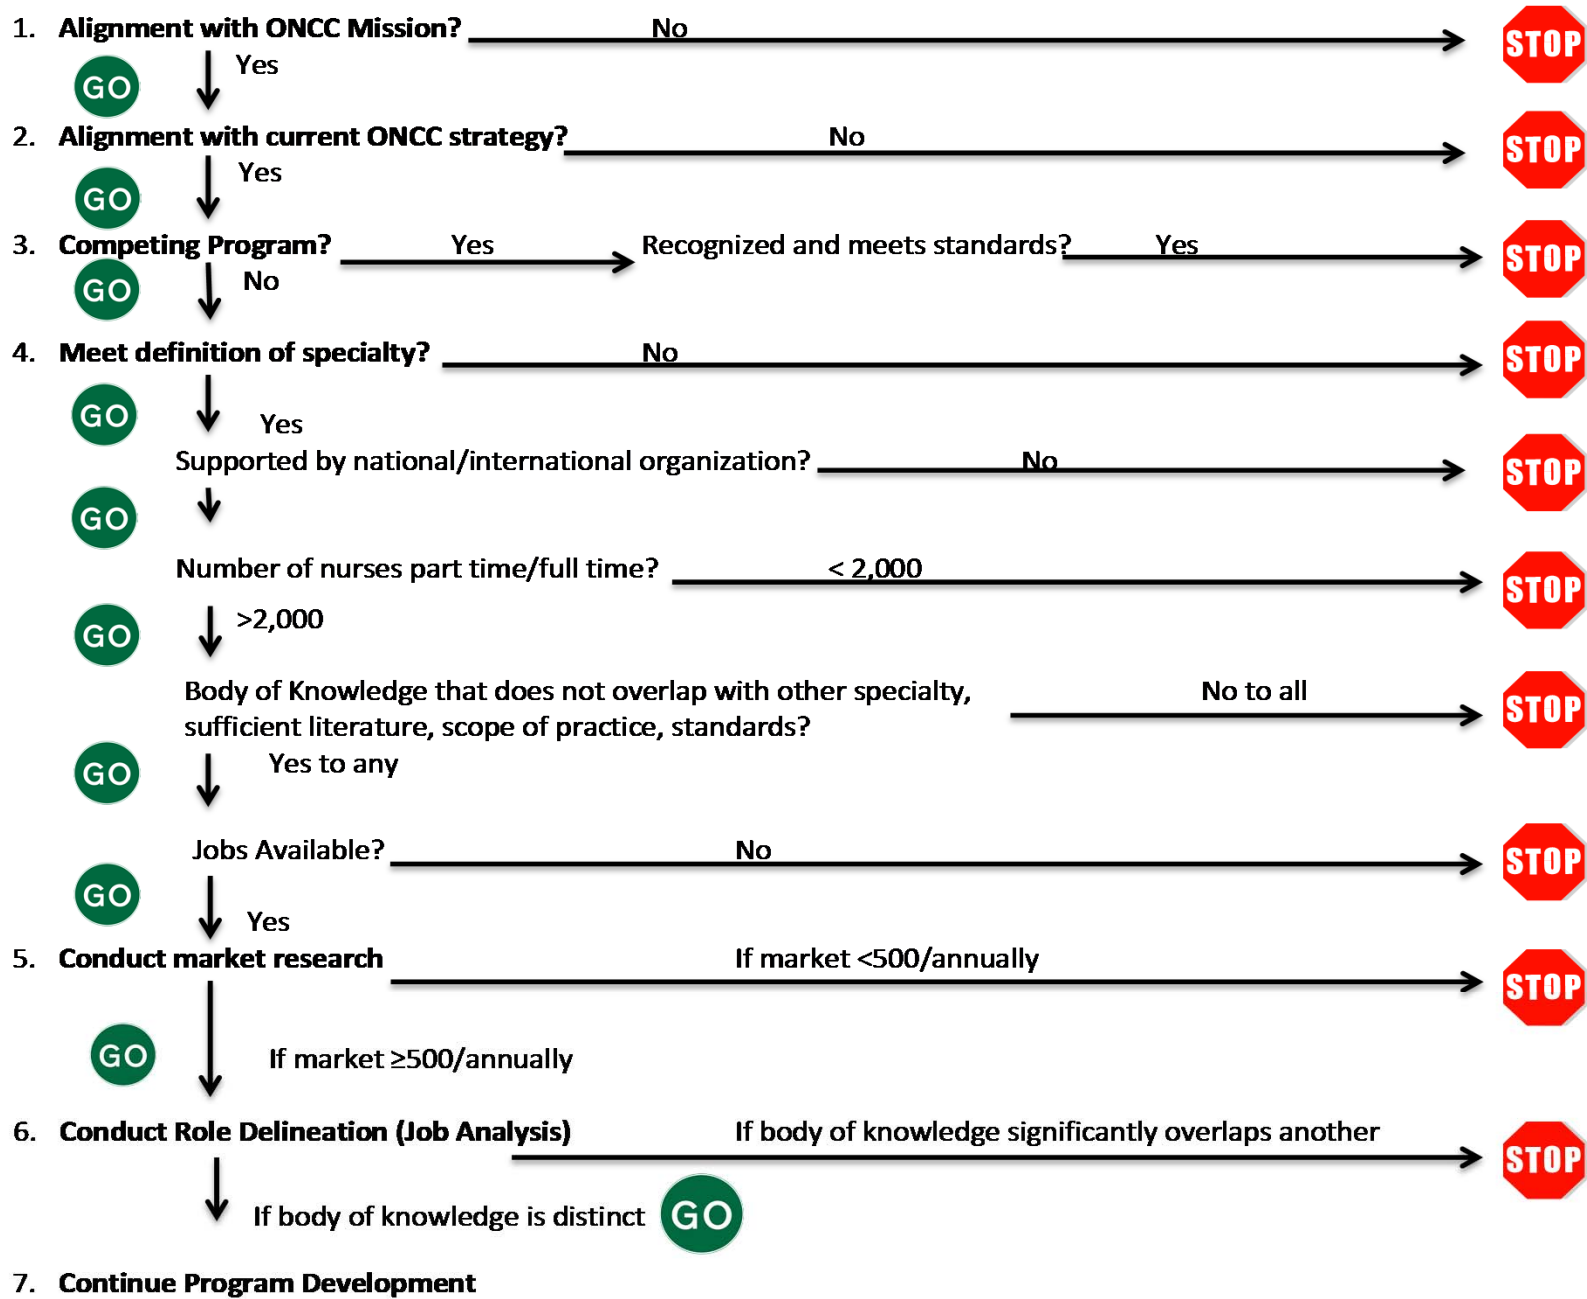 1. Alignment with ONCC Mission? No STOP
GO Yes
2. Alignment with current ONCC strategy? No STOP
GO Yes
3. Competing Program? Yes Recognized and meets standards? Yes STOP
GO No
4. Meet definition of specialty? No STOP
GO Yes
Supported by national/international organization? No STOP
GO
Number of nurses part time/full time? < 2,000 STOP
GO >2,000
Body of Knowledge that does not overlap with other specialty, No to all STOP
sufficient literature, scope of practice, standards?
GO Yes to any
Jobs Available? No STOP
GO Yes
5. Conduct market research If market <500/annually STOP
GO If market ≥500/annually
6. Conduct Role Delineation (Job Analysis) If body of knowledge significantly overlaps another STOP
If body of knowledge is distinct GO
7. Continue Program Development